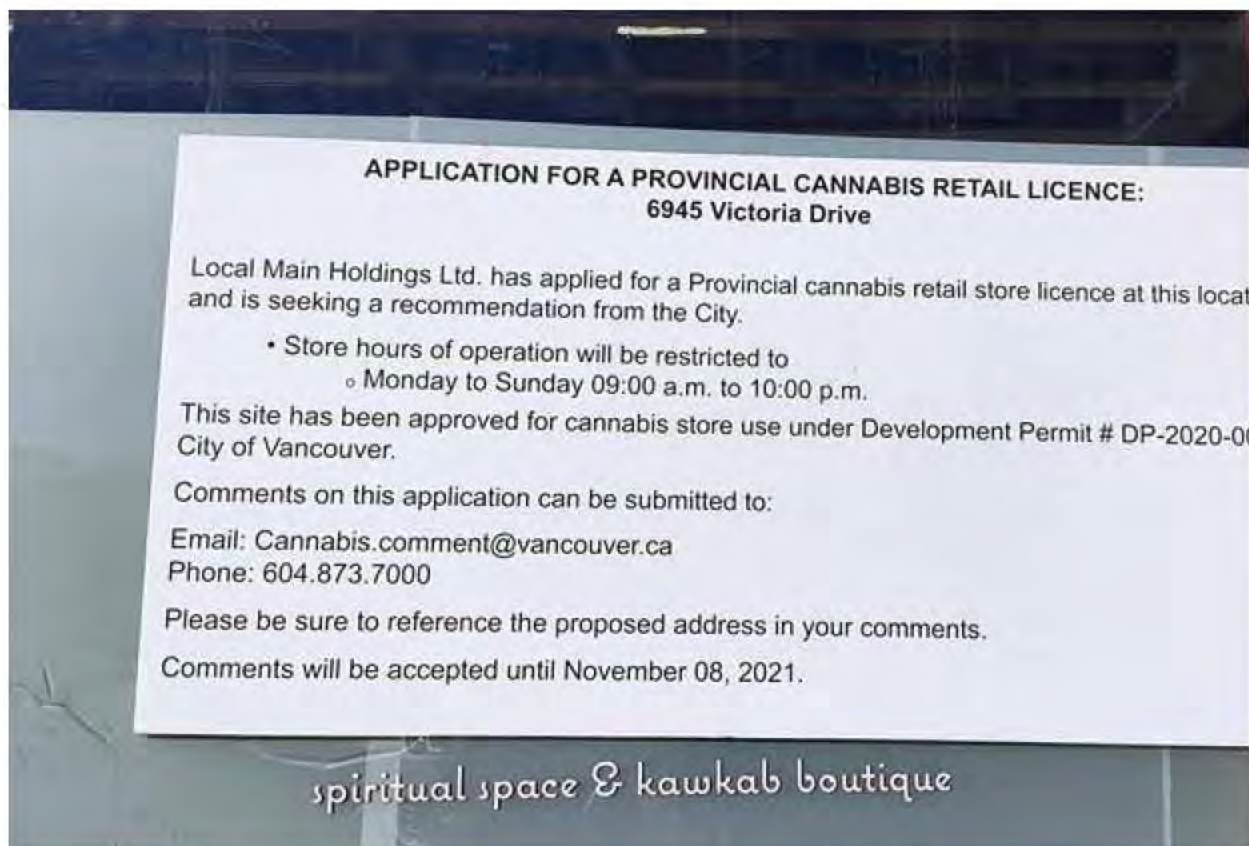 APPLICATION FOR A PROVINCIAL CANNABIS RETAIL LICENCE:
6945 Victoria Drive
Local Main Holdings Ltd. has applied for a Provincial cannabis retail store licence at this locat
and is seeking a recommendation from the City.
• Store hours of operation will be restricted to
o Monday to Sunday 09:00 a.m. to 10:00 p.m.
This site has been approved for cannabis store use under Development Permit # DP-2020-00
City of Vancouver.
Comments on this application can be submitted to:
Email: Cannabis.comment@vancouver.ca
Phone: 604.873.7000
Please be sure to reference the proposed address in your comments.
Comments will be accepted until November 08, 2021.
spiritual space & kawkab boutique